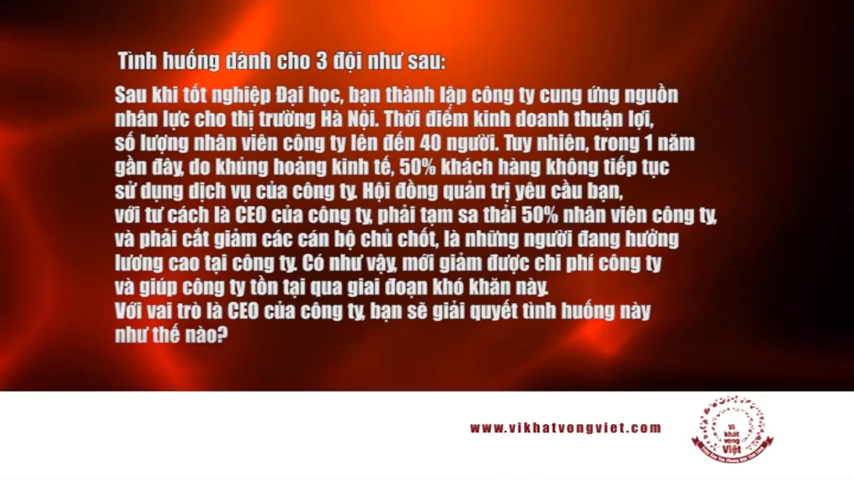 Tình huống dành cho 3 đội như sau:
Sau khi tốt nghiệp Đại học, bạn thành lập công ty cung ứng nguồn
nhân lực cho thị trường Hà Nội. Thời điểm kinh doanh thuận lợi,
số lượng nhân viên công ty lên đến 40 người. Tuy nhiên, trong 1 năm
gần đây, do khủng hoảng kinh tế, 50% khách hàng không tiếp tục
sử dụng dịch vụ của công ty. Hội đồng quản trị yêu cầu bạn,
với tư cách là CEO của công ty, phải tạm sa thải 50% nhân viên công ty,
và phải cắt giảm các cán bộ chủ chốt, là những người đang hưởng
lương cao tại công ty. Có như vậy, mới giảm được chi phí công ty
và giúp công ty tồn tại qua giai đoạn khó khăn này.
Với vai trò là CEO của công ty, bạn sẽ giải quyết tình huống này
như thế nào?
www.vikhatvongviet.com
Vì
khát
vọng
Việt